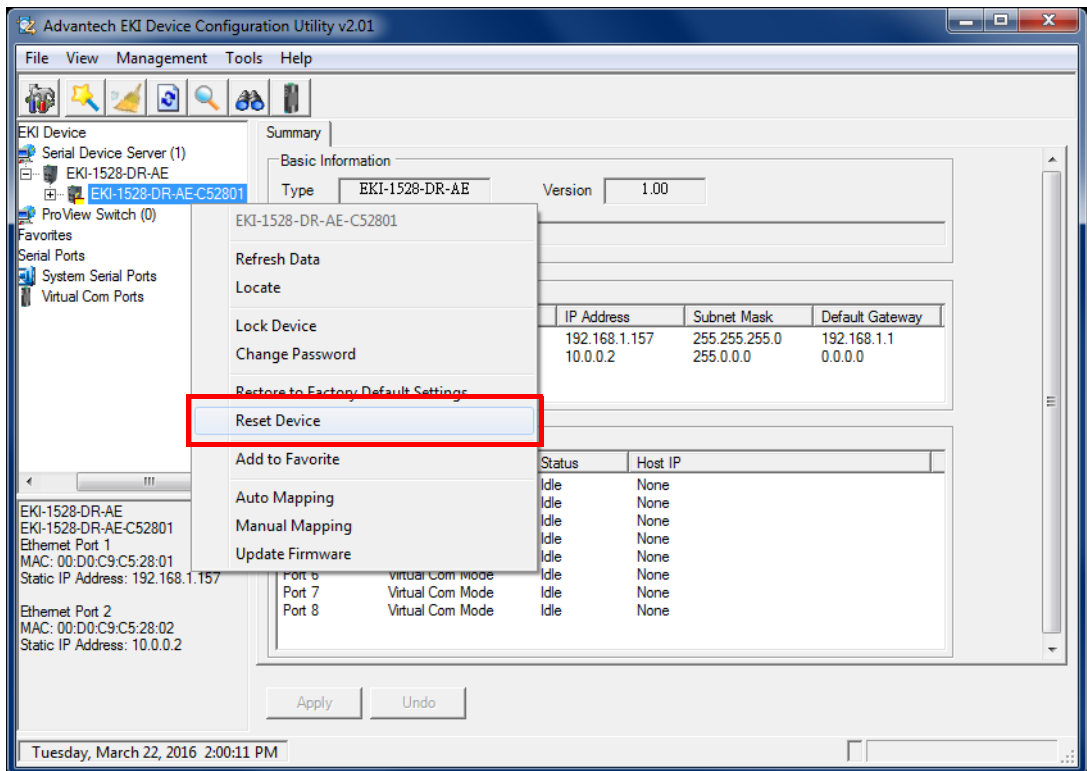 Advantech EKI Device Configuration Utility v2.01
File View Management Tools Help
EKI Device
Serial Device Server (1)
EKI-1528-DR-AE
EKI-1528-DR-AE-C52801
ProView Switch (0)
Favorites
Serial Ports
System Serial Ports
Virtual Com Ports
EKI-1528-DR-AE
EKI-1528-DR-AE-C52801
Ethernet Port 1
MAC: 00:D0:C9:C5:28:01
Static IP Address: 192.168.1.157
Ethernet Port 2
MAC: 00:D0:C9:C5:28:02
Static IP Address: 10.0.0.2
Summary
Basic Information
Type EKI-1528-DR-AE Version 1.00
EKI-1528-DR-AE-C52801
Refresh Data
Locate
Lock Device
Change Password
Restore to Factory Default Settings
Reset Device
Add to Favorite
Auto Mapping
Manual Mapping
Update Firmware
IP Address Subnet Mask Default Gateway
192.168.1.157 255.255.255.0 192.168.1.1
10.0.0.2 255.0.0.0 0.0.0.0
Status Host IP
Idle None
Idle None
Idle None
Idle None
Idle None
Port 6 Virtual Com Mode Idle None
Port 7 Virtual Com Mode Idle None
Port 8 Virtual Com Mode Idle None
Apply Undo
Tuesday, March 22, 2016 2:00:11 PM